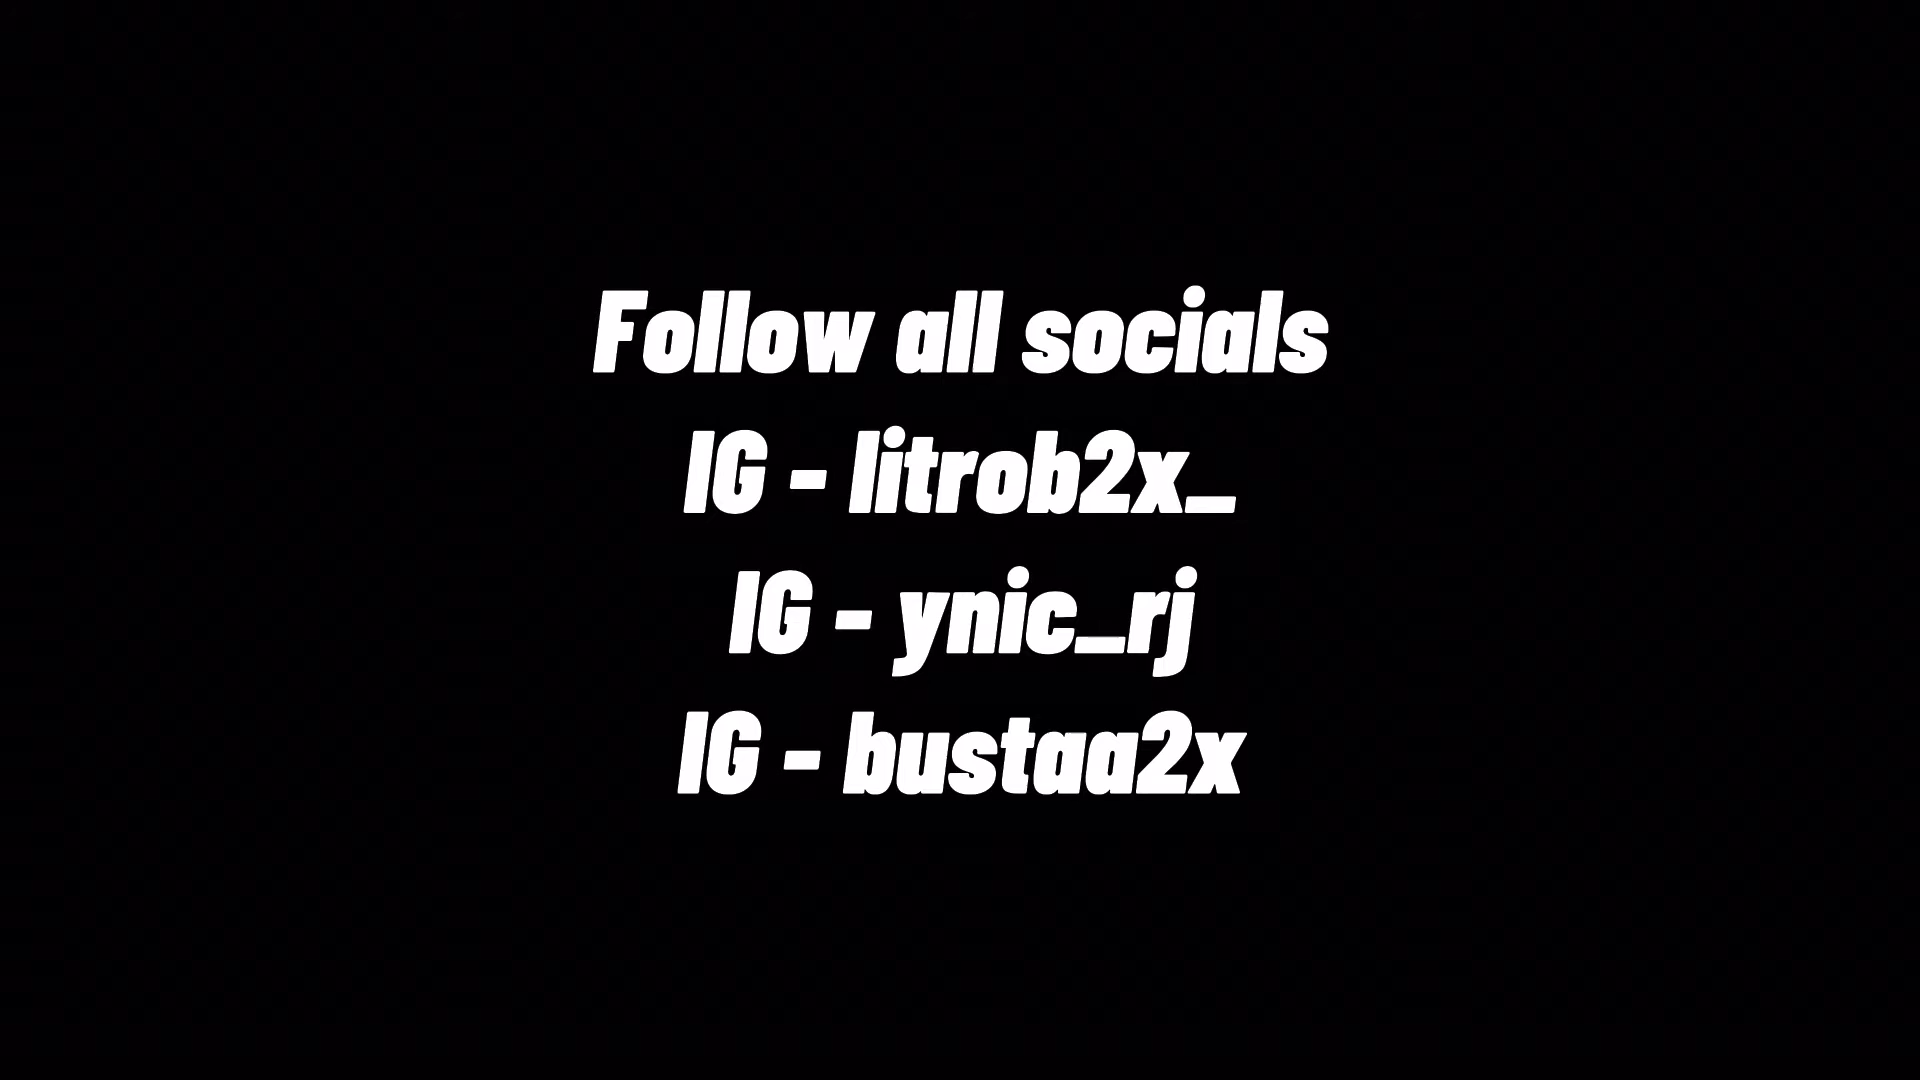 Follow all socials
IG - litrob2x_
IG - ynic_rj
IG - bustaa2x